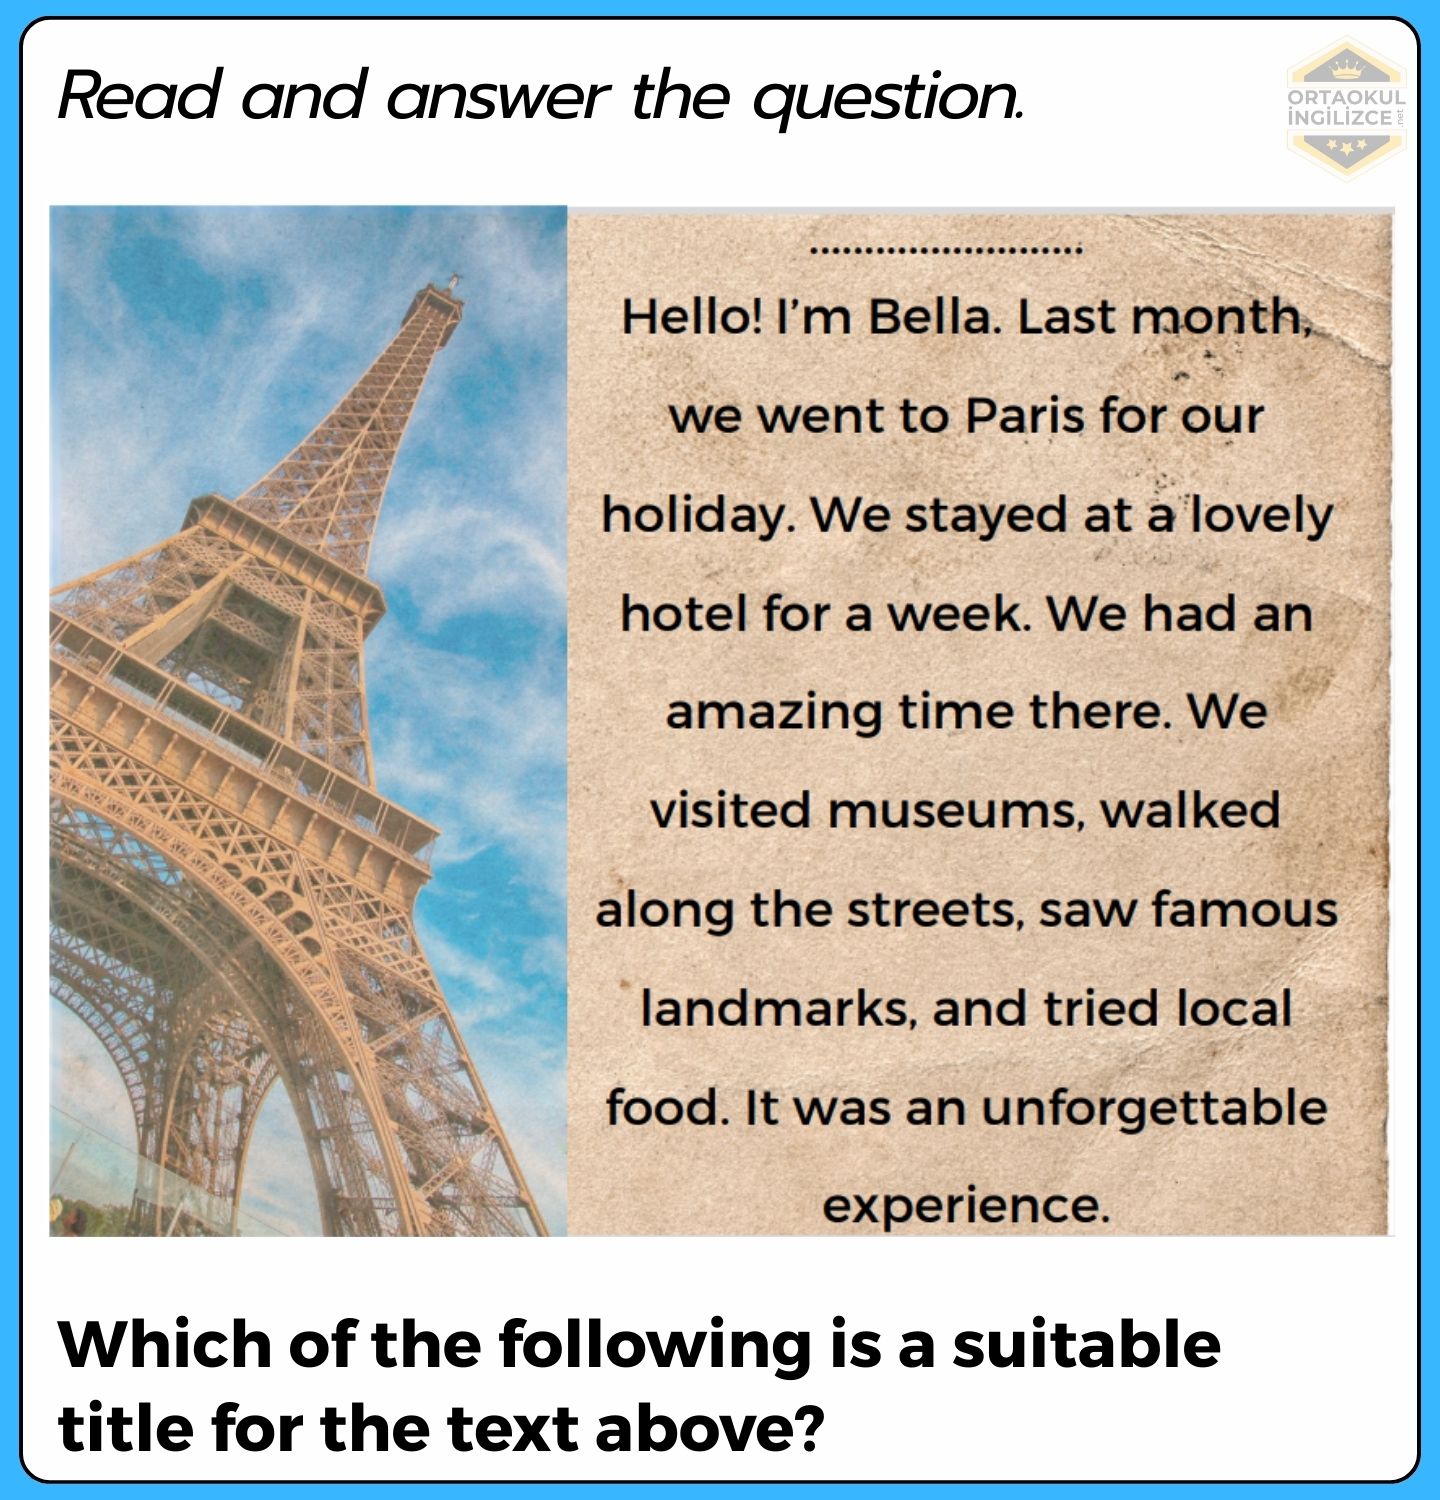 Read and answer the question.
ORTAOKUL
İNGİLİZCE
.net
........................
Hello! I’m Bella. Last month,
we went to Paris for our
holiday. We stayed at a lovely
hotel for a week. We had an
amazing time there. We
visited museums, walked
along the streets, saw famous
landmarks, and tried local
food. It was an unforgettable
experience.
Which of the following is a suitable
title for the text above?